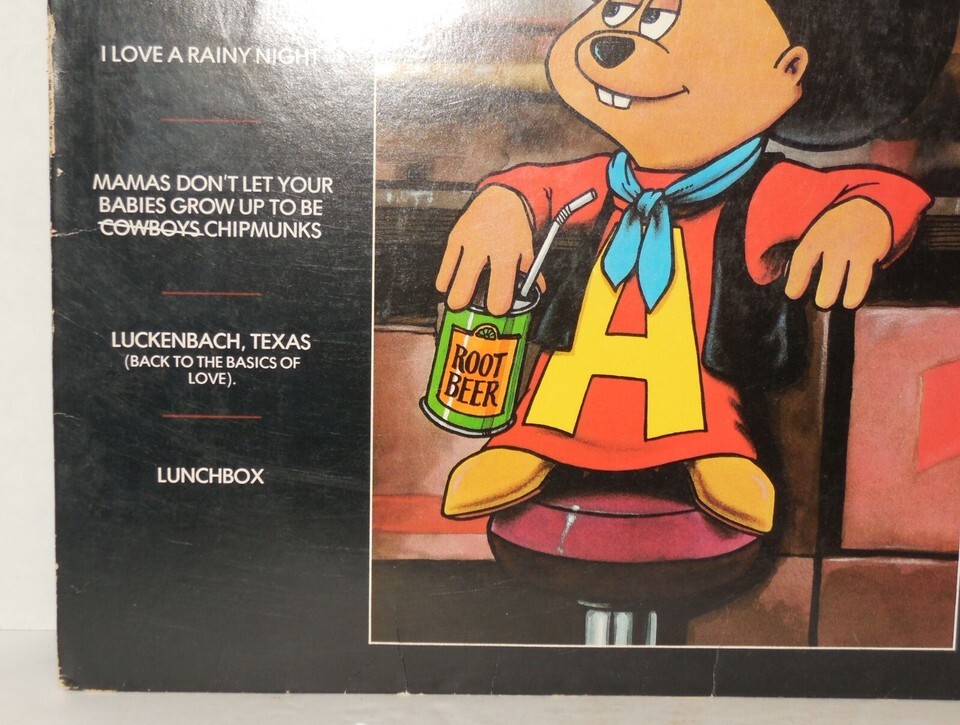 I LOVE A RAINY NIGHT
MAMAS DON'T LET YOUR
BABIES GROW UP TO BE
COWBOYS CHIPMUNKS
LUCKENBACH, TEXAS
(BACK TO THE BASICS OF
LOVE).
LUNCHBOX
ROOT
BEER
A